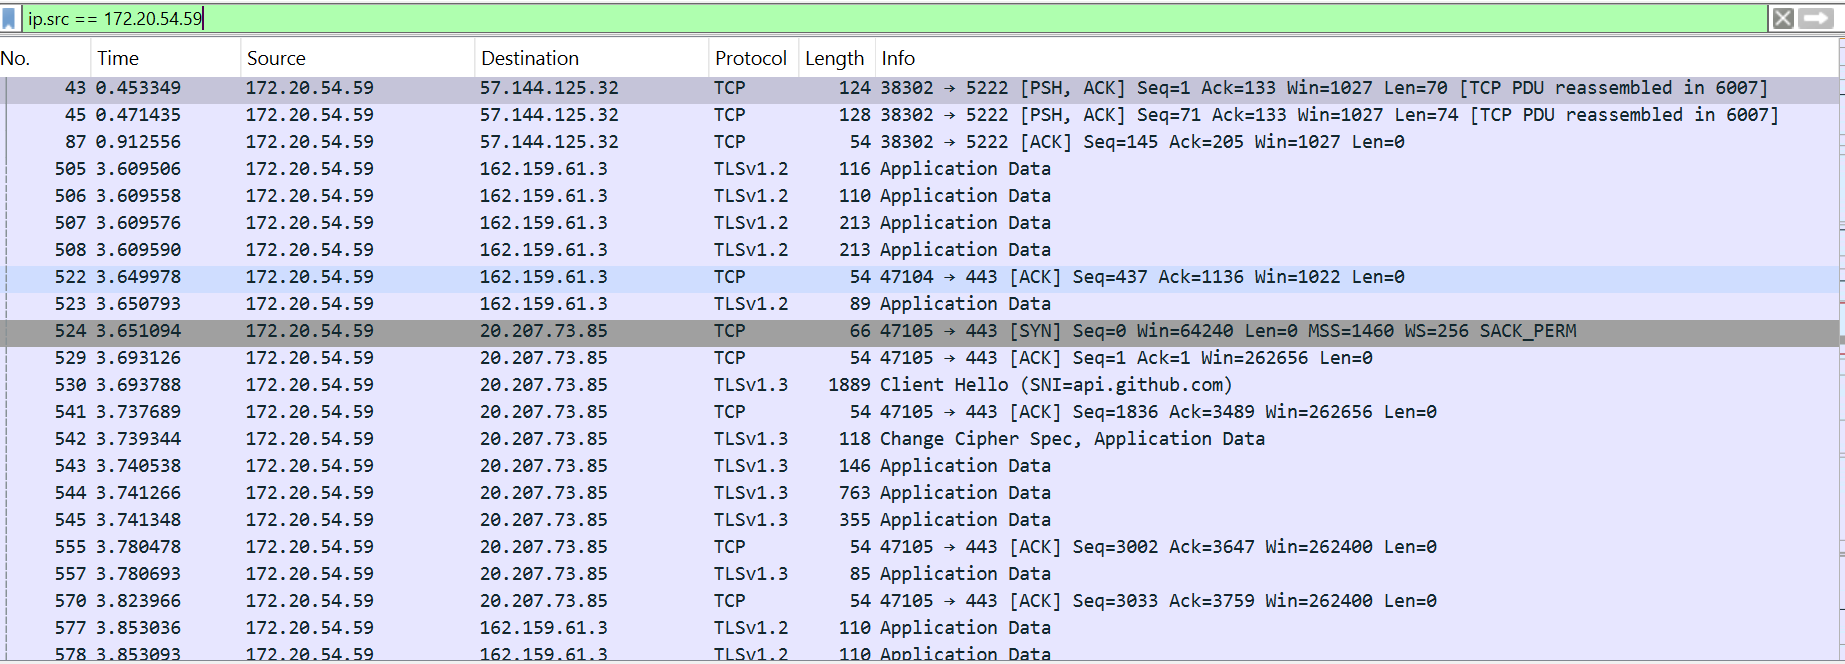 ip.src == 172.20.54.59
No. Time Source Destination Protocol Length Info
43 0.453349 172.20.54.59 57.144.125.32 TCP 124 38302 → 5222 [PSH, ACK] Seq=1 Ack=133 Win=1027 Len=70 [TCP PDU reassembled in 6007]
45 0.471435 172.20.54.59 57.144.125.32 TCP 128 38302 → 5222 [PSH, ACK] Seq=71 Ack=133 Win=1027 Len=74 [TCP PDU reassembled in 6007]
87 0.912556 172.20.54.59 57.144.125.32 TCP 54 38302 → 5222 [ACK] Seq=145 Ack=205 Win=1027 Len=0
505 3.609506 172.20.54.59 162.159.61.3 TLSv1.2 116 Application Data
506 3.609558 172.20.54.59 162.159.61.3 TLSv1.2 110 Application Data
507 3.609576 172.20.54.59 162.159.61.3 TLSv1.2 213 Application Data
508 3.609590 172.20.54.59 162.159.61.3 TLSv1.2 213 Application Data
522 3.649978 172.20.54.59 162.159.61.3 TCP 54 47104 → 443 [ACK] Seq=437 Ack=1136 Win=1022 Len=0
523 3.650793 172.20.54.59 162.159.61.3 TLSv1.2 89 Application Data
524 3.651094 172.20.54.59 20.207.73.85 TCP 66 47105 → 443 [SYN] Seq=0 Win=64240 Len=0 MSS=1460 WS=256 SACK_PERM
529 3.693126 172.20.54.59 20.207.73.85 TCP 54 47105 → 443 [ACK] Seq=1 Ack=1 Win=262656 Len=0
530 3.693788 172.20.54.59 20.207.73.85 TLSv1.3 1889 Client Hello (SNI=api.github.com)
541 3.737689 172.20.54.59 20.207.73.85 TCP 54 47105 → 443 [ACK] Seq=1836 Ack=3489 Win=262656 Len=0
542 3.739344 172.20.54.59 20.207.73.85 TLSv1.3 118 Change Cipher Spec, Application Data
543 3.740538 172.20.54.59 20.207.73.85 TLSv1.3 146 Application Data
544 3.741266 172.20.54.59 20.207.73.85 TLSv1.3 763 Application Data
545 3.741348 172.20.54.59 20.207.73.85 TLSv1.3 355 Application Data
555 3.780478 172.20.54.59 20.207.73.85 TCP 54 47105 → 443 [ACK] Seq=3002 Ack=3647 Win=262400 Len=0
557 3.780693 172.20.54.59 20.207.73.85 TLSv1.3 85 Application Data
570 3.823966 172.20.54.59 20.207.73.85 TCP 54 47105 → 443 [ACK] Seq=3033 Ack=3759 Win=262400 Len=0
577 3.853036 172.20.54.59 162.159.61.3 TLSv1.2 110 Application Data
578 3.853093 172.20.54.59 162.159.61.3 TLSv1.2 110 Application Data